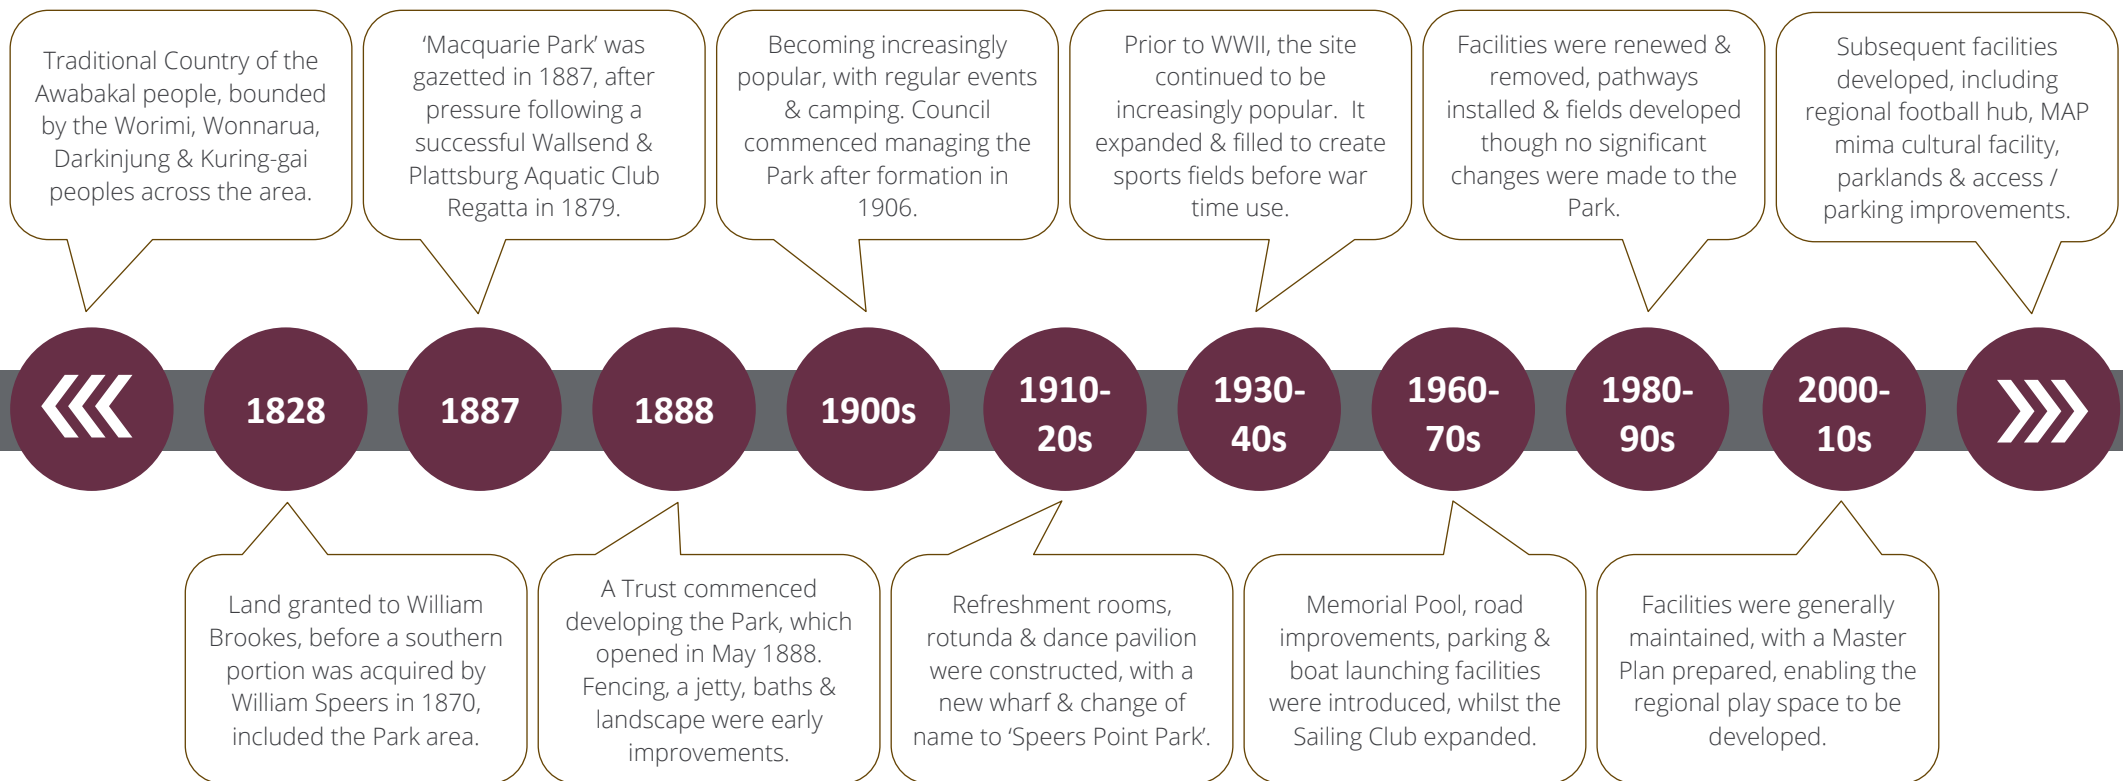 Traditional Country of the
Awabakal people, bounded
by the Worimi, Wonnarua,
Darkinjung & Kuring-gai
peoples across the area.
‘Macquarie Park’ was
gazetted in 1887, after
pressure following a
successful Wallsend &
Plattsburg Aquatic Club
Regatta in 1879.
Becoming increasingly
popular, with regular events
& camping. Council
commenced managing the
Park after formation in
1906.
Prior to WWII, the site
continued to be
increasingly popular.  It
expanded & filled to create
sports fields before war
time use.
Facilities were renewed &
removed, pathways
installed & fields developed
though no significant
changes were made to the
Park.
Subsequent facilities
developed, including
regional football hub, MAP
mima cultural facility,
parklands & access /
parking improvements.
1828
1887
1888
1900s
1910-
20s
1930-
40s
1960-
70s
1980-
90s
2000-
10s
Land granted to William
Brookes, before a southern
portion was acquired by
William Speers in 1870,
included the Park area.
A Trust commenced
developing the Park, which
opened in May 1888.
Fencing, a jetty, baths &
landscape were early
improvements.
Refreshment rooms,
rotunda & dance pavilion
were constructed, with a
new wharf & change of
name to ‘Speers Point Park’.
Memorial Pool, road
improvements, parking &
boat launching facilities
were introduced, whilst the
Sailing Club expanded.
Facilities were generally
maintained, with a Master
Plan prepared, enabling the
regional play space to be
developed.